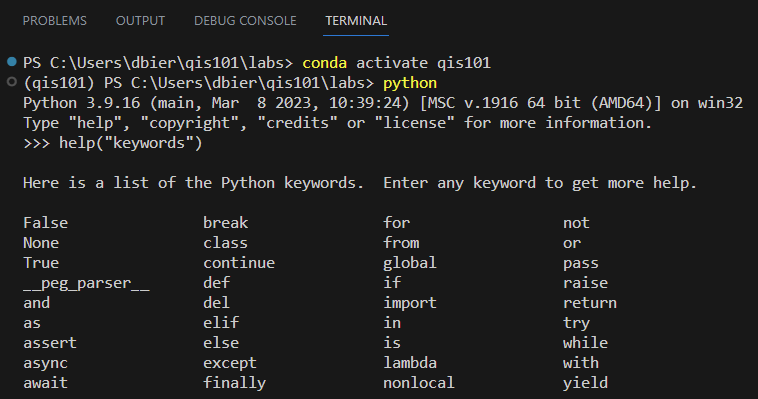 PROBLEMS OUTPUT DEBUG CONSOLE TERMINAL
PS C:\Users\dbier\qis101\labs> conda activate qis101
(qis101) PS C:\Users\dbier\qis101\labs> python
Python 3.9.16 (main, Mar  8 2023, 10:39:24) [MSC v.1916 64 bit (AMD64)] on win32
Type "help", "copyright", "credits" or "license" for more information.
>>> help("keywords")
Here is a list of the Python keywords.  Enter any keyword to get more help.
False               break               for                 not
None                class               from                or
True                continue            global              pass
__peg_parser__      def                 if                  raise
and                 del                 import              return
as                  elif                in                  try
assert              else                is                  while
async               except              lambda              with
await               finally             nonlocal            yield